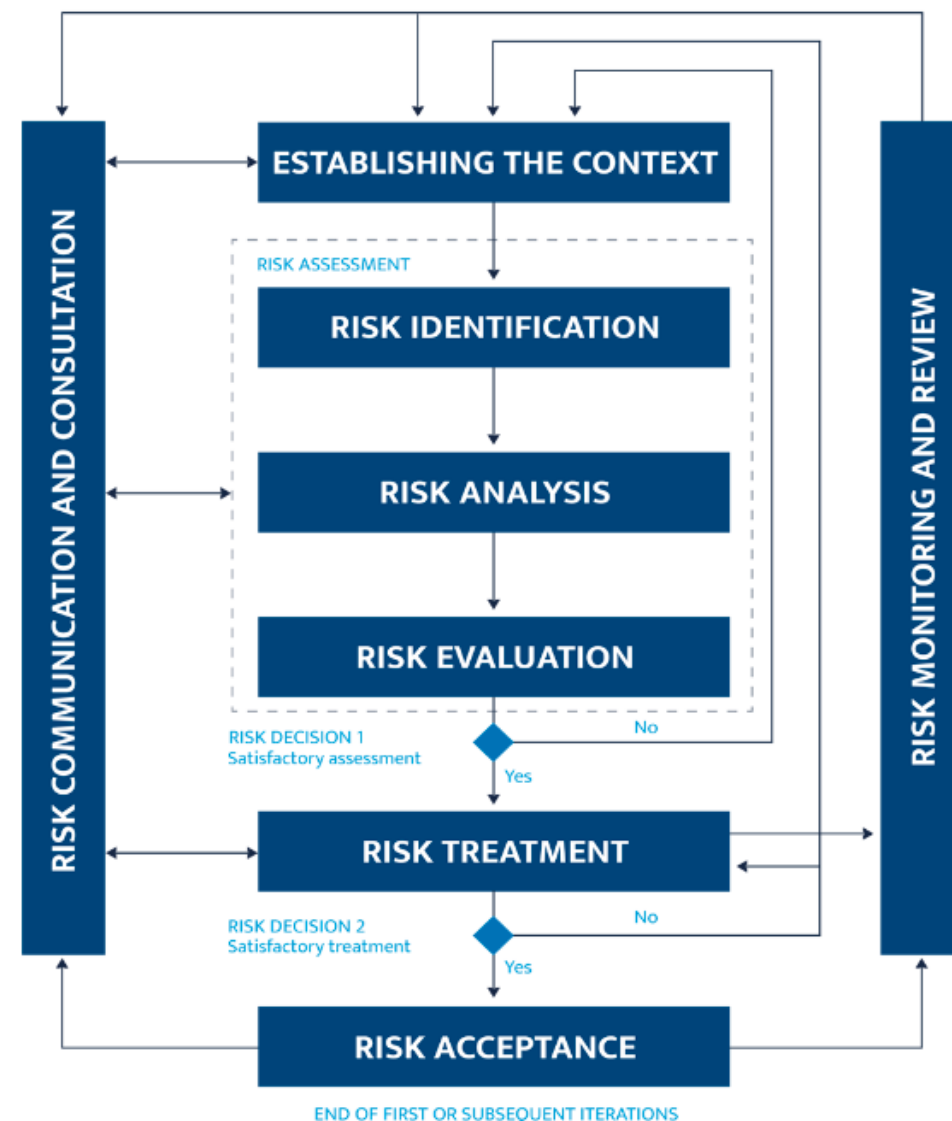 ESTABLISHING THE CONTEXT
RISK COMMUNICATION AND CONSULTATION
RISK MONITORING AND REVIEW
RISK ASSESSMENT
RISK IDENTIFICATION
RISK ANALYSIS
RISK EVALUATION
RISK DECISION 1
Satisfactory assessment
No
Yes
RISK TREATMENT
RISK DECISION 2
Satisfactory treatment
No
Yes
RISK ACCEPTANCE
END OF FIRST OR SUBSEQUENT ITERATIONS